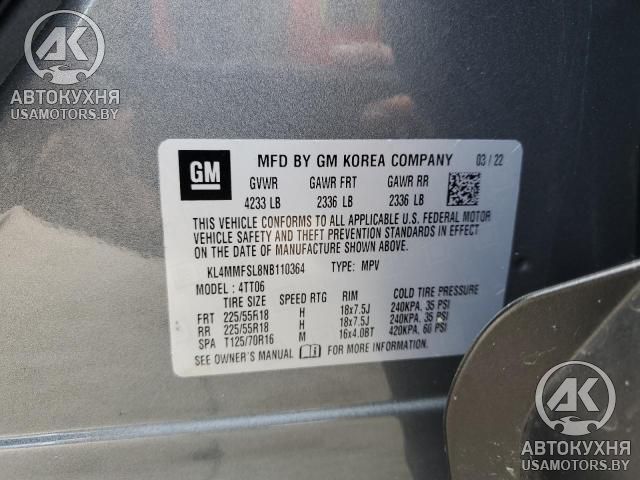 AK
АВТОКУХНЯ
USAMOTORS.BY
GM
MFD BY GM KOREA COMPANY 03 / 22
GVWR GAWR FRT GAWR RR
4233 LB 2336 LB 2336 LB
THIS VEHICLE CONFORMS TO ALL APPLICABLE U.S. FEDERAL MOTOR
VEHICLE SAFETY AND THEFT PREVENTION STANDARDS IN EFFECT
ON THE DATE OF MANUFACTURE SHOWN ABOVE.
KL4MMFSL8NB110364 TYPE: MPV
MODEL : 4TT06
TIRE SIZE SPEED RTG RIM COLD TIRE PRESSURE
FRT 225/55R18 H 18x7.5J 240KPA, 35 PSI
RR 225/55R18 H 18x7.5J 240KPA, 35 PSI
SPA T125/70R16 M 16x4.0BT 420KPA, 60 PSI
SEE OWNER'S MANUAL FOR MORE INFORMATION.
AK
АВТОКУХНЯ
USAMOTORS.BY